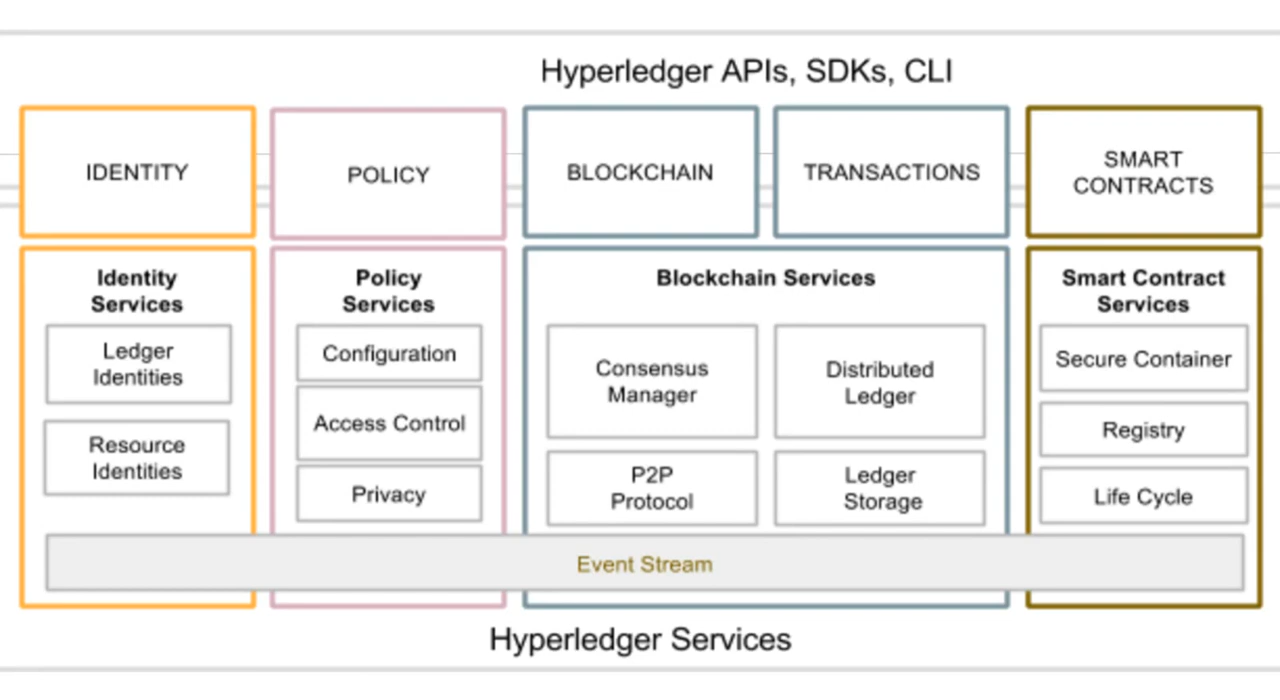 Hyperledger APIs, SDKs, CLI
IDENTITY
POLICY
BLOCKCHAIN
TRANSACTIONS
SMART
CONTRACTS
Identity
Services
Ledger
Identities
Resource
Identities
Policy
Services
Configuration
Access Control
Privacy
Blockchain Services
Consensus
Manager
Distributed
Ledger
P2P
Protocol
Ledger
Storage
Smart Contract
Services
Secure Container
Registry
Life Cycle
Event Stream
Hyperledger Services